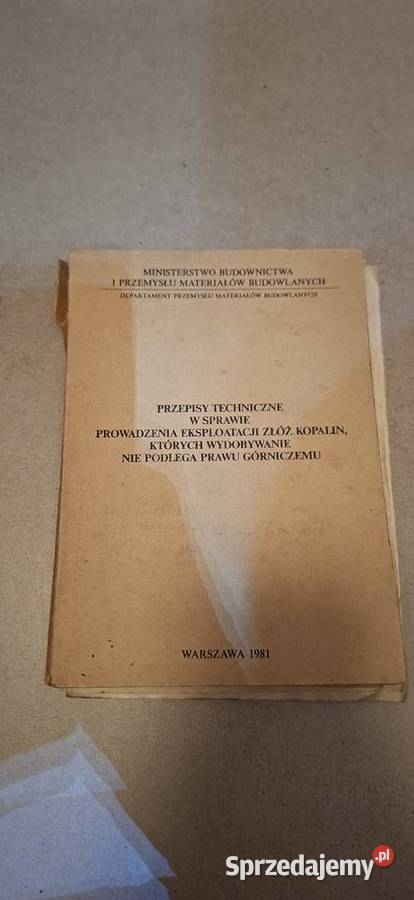 MINISTERSTWO BUDOWNICTWA
I PRZEMYSŁU MATERIAŁÓW BUDOWLANYCH
DEPARTAMENT PRZEMYSŁU MATERIAŁÓW BUDOWLANYCH
PRZEPISY TECHNICZNE
W SPRAWIE
PROWADZENIA EKSPLOATACJI ZŁÓŻ KOPALIN,
KTÓRYCH WYDOBYWANIE
NIE PODLEGA PRAWU GÓRNICZEMU
WARSZAWA 1981
Sprzedajemy.pl